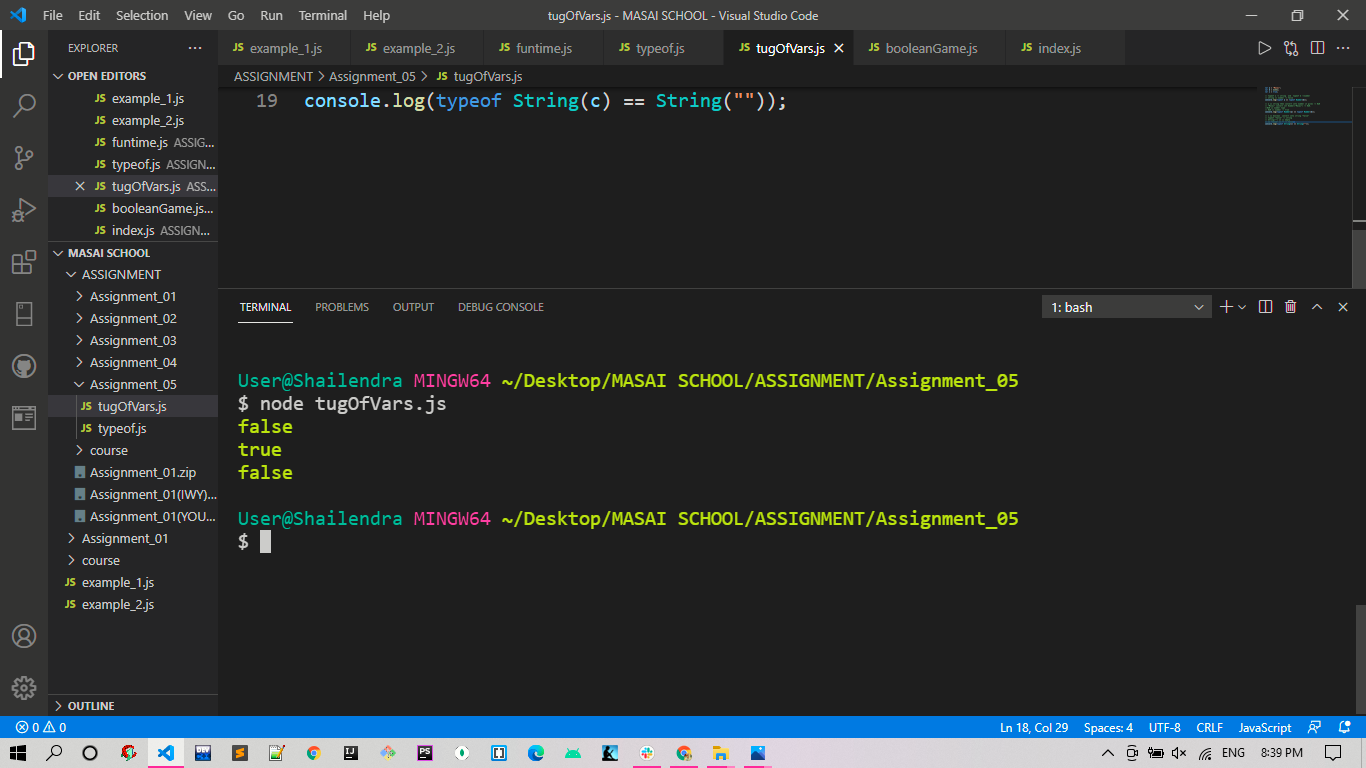 File Edit Selection View Go Run Terminal Help
tugOfVars.js - MASAI SCHOOL - Visual Studio Code
EXPLORER
JS example_1.js JS example_2.js JS funtime.js JS typeof.js JS tugOfVars.js JS booleanGame.js JS index.js
ASSIGNMENT > Assignment_05 > JS tugOfVars.js
OPEN EDITORS
JS example_1.js
JS example_2.js
JS funtime.js ASSIG...
JS typeof.js ASSIGN...
JS tugOfVars.js ASS...
JS booleanGame.js...
JS index.js ASSIGN...
MASAI SCHOOL
ASSIGNMENT
Assignment_01
Assignment_02
Assignment_03
Assignment_04
Assignment_05
JS tugOfVars.js
JS typeof.js
course
Assignment_01.zip
Assignment_01(IWY)...
Assignment_01(YOU...
Assignment_01
course
JS example_1.js
JS example_2.js
OUTLINE
19 console.log(typeof String(c) == String(""));
TERMINAL PROBLEMS OUTPUT DEBUG CONSOLE
1: bash
User@Shailendra MINGW64 ~/Desktop/MASAI SCHOOL/ASSIGNMENT/Assignment_05
$ node tugOfVars.js
false
true
false
User@Shailendra MINGW64 ~/Desktop/MASAI SCHOOL/ASSIGNMENT/Assignment_05
$
0 0
Ln 18, Col 29 Spaces: 4 UTF-8 CRLF JavaScript
ENG 8:39 PM